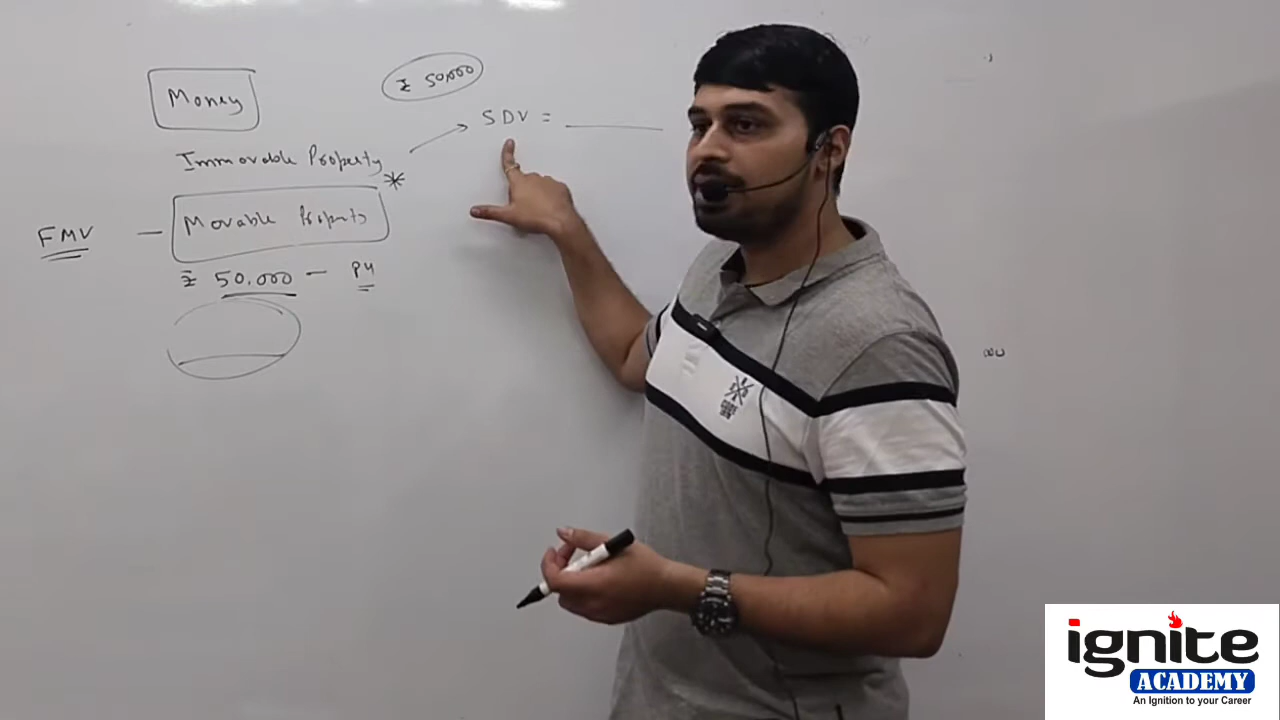 Money
₹ 50,000
SDV =
Immovable Property
*
FMV — Movable Property
₹ 50,000 — PY
ignite
ACADEMY
An Ignition to your Career